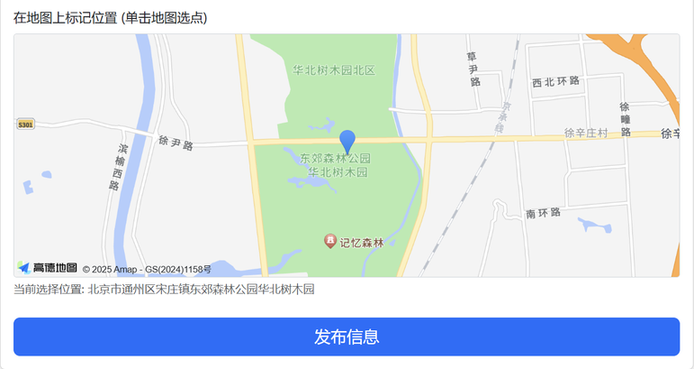 在地图上标记位置 (单击地图选点)
华北树木园北区
草尹路
西北环路
京承线
徐疃路
S301
徐尹路
徐辛庄村
徐辛
滨榆西路
东郊森林公园
华北树木园
南环路
记忆森林
高德地图 © 2025 Amap - GS(2024)1158号
当前选择位置: 北京市通州区宋庄镇东郊森林公园华北树木园
发布信息